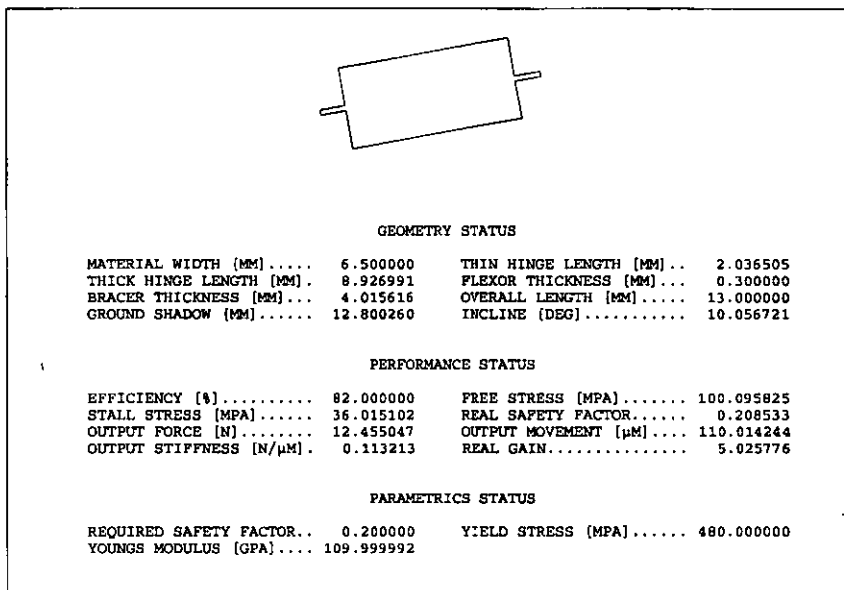 GEOMETRY STATUS
MATERIAL WIDTH [MM]..... 6.500000 THIN HINGE LENGTH [MM].. 2.036505
THICK HINGE LENGTH [MM]. 8.926991 FLEXOR THICKNESS [MM]... 0.300000
BRACER THICKNESS [MM]... 4.015616 OVERALL LENGTH [MM]..... 13.000000
GROUND SHADOW [MM]...... 12.800260 INCLINE [DEG]........... 10.056721
PERFORMANCE STATUS
EFFICIENCY [%].......... 82.000000 FREE STRESS [MPA]....... 100.095825
STALL STRESS [MPA]...... 36.015102 REAL SAFETY FACTOR...... 0.208533
OUTPUT FORCE [N]........ 12.455047 OUTPUT MOVEMENT [µM].... 110.014244
OUTPUT STIFFNESS [N/µM]. 0.113213 REAL GAIN............... 5.025776
PARAMETRICS STATUS
REQUIRED SAFETY FACTOR.. 0.200000 YIELD STRESS [MPA]...... 480.000000
YOUNGS MODULUS [GPA].... 109.999992